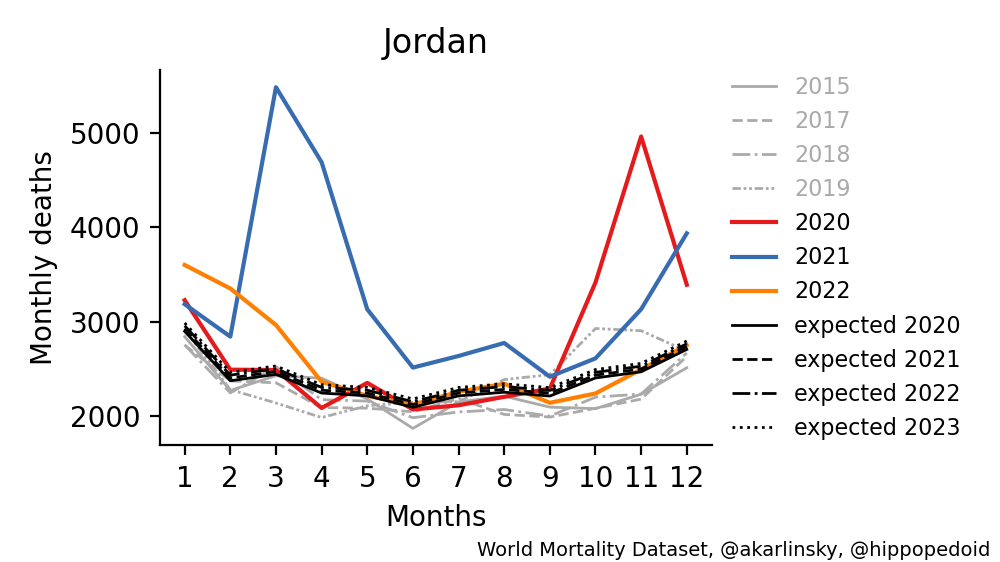 Jordan
Monthly deaths
5000
4000
3000
2000
1 2 3 4 5 6 7 8 9 10 11 12
Months
2015
2017
2018
2019
2020
2021
2022
expected 2020
expected 2021
expected 2022
expected 2023
World Mortality Dataset, @akarlinsky, @hippopedoid